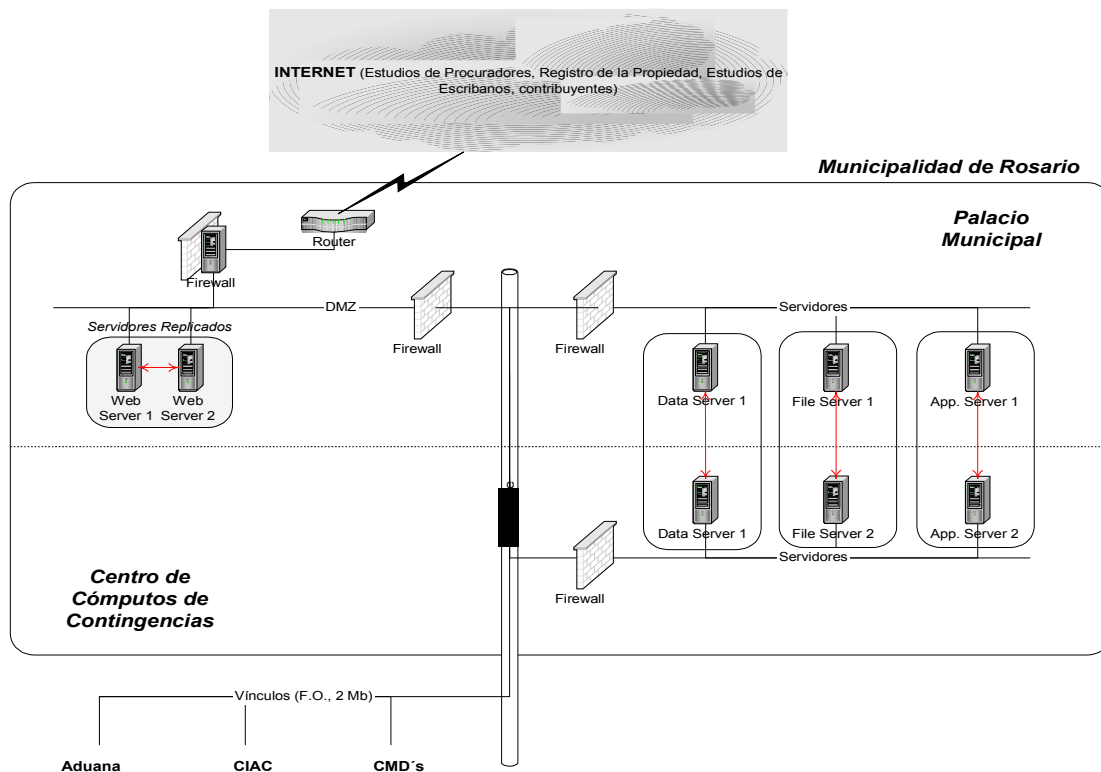 INTERNET (Estudios de Procuradores, Registro de la Propiedad, Estudios de
Escribanos, contribuyentes)
Municipalidad de Rosario
Palacio
Municipal
Router
Firewall
DMZ
Servidores
Servidores Replicados
Firewall
Firewall
Web
Server 1
Web
Server 2
Data Server 1
File Server 1
App. Server 1
Data Server 1
File Server 2
App. Server 2
Servidores
Centro de
Cómputos de
Contingencias
Firewall
Vínculos (F.O., 2 Mb)
Aduana
CIAC
CMD´s